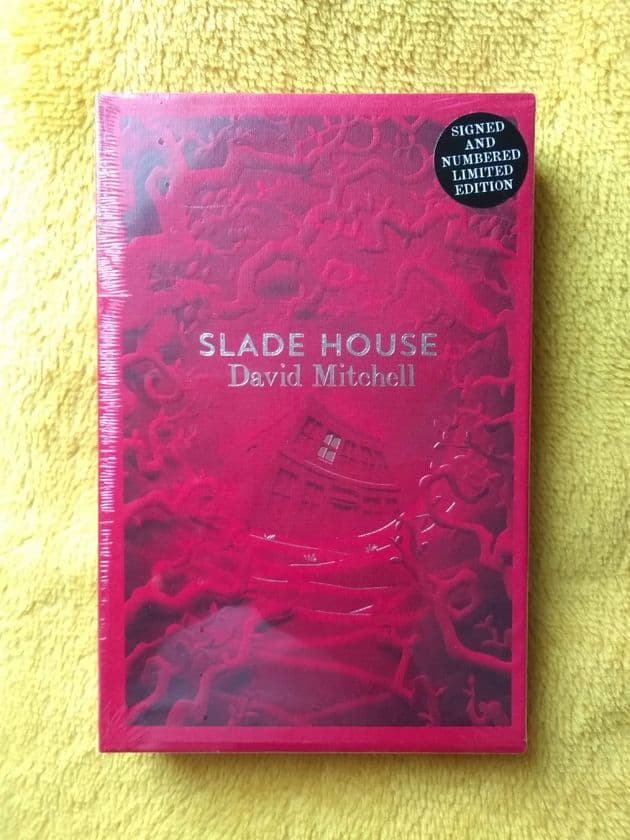 SIGNED
AND
NUMBERED
LIMITED
EDITION
SLADE HOUSE
David Mitchell